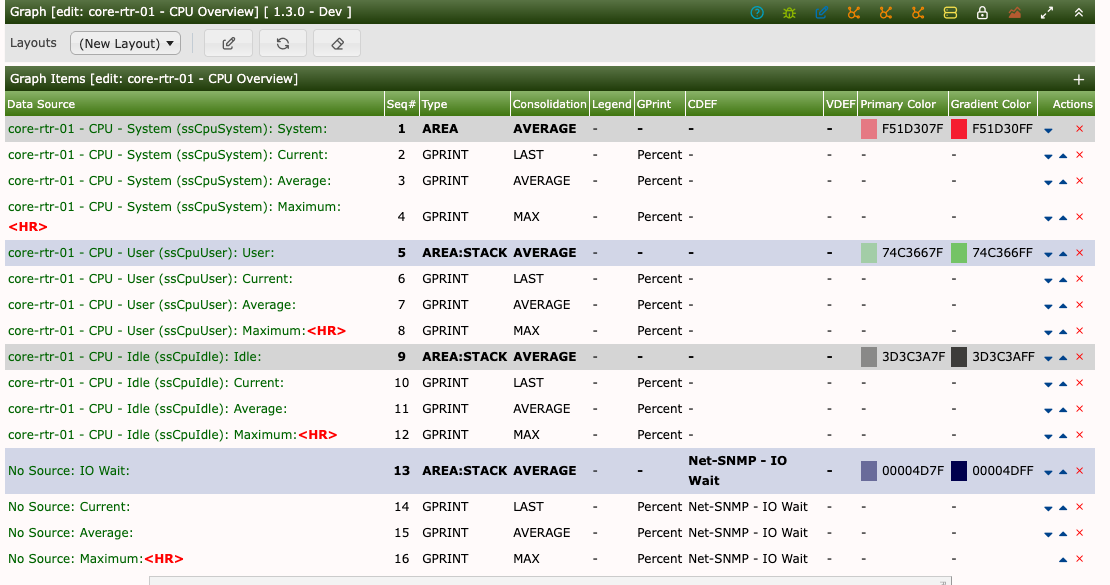 Graph [edit: core-rtr-01 - CPU Overview] [ 1.3.0 - Dev ]
Layouts (New Layout)
Graph Items [edit: core-rtr-01 - CPU Overview]
Data Source Seq# Type Consolidation Legend GPrint CDEF VDEF Primary Color Gradient Color Actions
core-rtr-01 - CPU - System (ssCpuSystem): System: 1 AREA AVERAGE - - - - F51D307F F51D30FF
core-rtr-01 - CPU - System (ssCpuSystem): Current: 2 GPRINT LAST - Percent - - - -
core-rtr-01 - CPU - System (ssCpuSystem): Average: 3 GPRINT AVERAGE - Percent - - - -
core-rtr-01 - CPU - System (ssCpuSystem): Maximum:
<HR> 4 GPRINT MAX - Percent - - - -
core-rtr-01 - CPU - User (ssCpuUser): User: 5 AREA:STACK AVERAGE - - - - 74C3667F 74C366FF
core-rtr-01 - CPU - User (ssCpuUser): Current: 6 GPRINT LAST - Percent - - - -
core-rtr-01 - CPU - User (ssCpuUser): Average: 7 GPRINT AVERAGE - Percent - - - -
core-rtr-01 - CPU - User (ssCpuUser): Maximum:<HR> 8 GPRINT MAX - Percent - - - -
core-rtr-01 - CPU - Idle (ssCpuIdle): Idle: 9 AREA:STACK AVERAGE - - - - 3D3C3A7F 3D3C3AFF
core-rtr-01 - CPU - Idle (ssCpuIdle): Current: 10 GPRINT LAST - Percent - - - -
core-rtr-01 - CPU - Idle (ssCpuIdle): Average: 11 GPRINT AVERAGE - Percent - - - -
core-rtr-01 - CPU - Idle (ssCpuIdle): Maximum:<HR> 12 GPRINT MAX - Percent - - - -
No Source: IO Wait: 13 AREA:STACK AVERAGE - - Net-SNMP - IO
Wait - 00004D7F 00004DFF
No Source: Current: 14 GPRINT LAST - Percent Net-SNMP - IO Wait - - -
No Source: Average: 15 GPRINT AVERAGE - Percent Net-SNMP - IO Wait - - -
No Source: Maximum:<HR> 16 GPRINT MAX - Percent Net-SNMP - IO Wait - - -